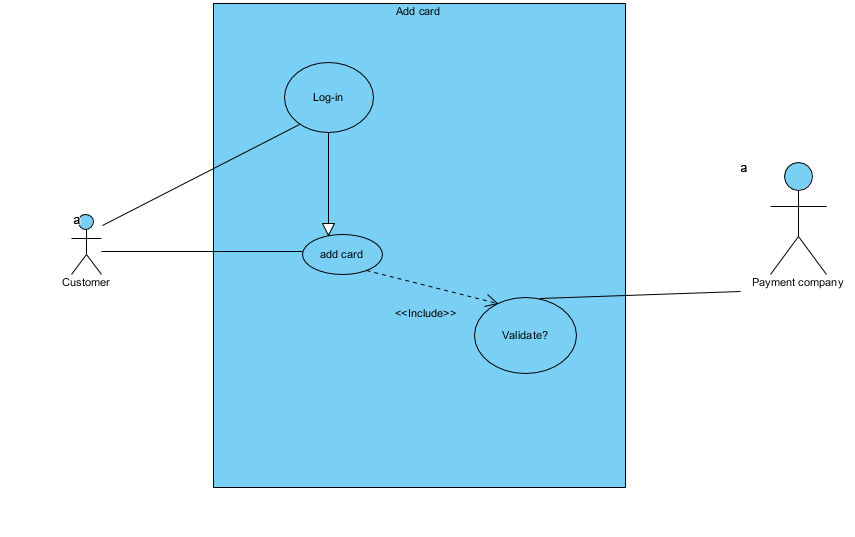 Add card
Log-in
a
a
add card
Customer
Payment company
<<Include>>
Validate?